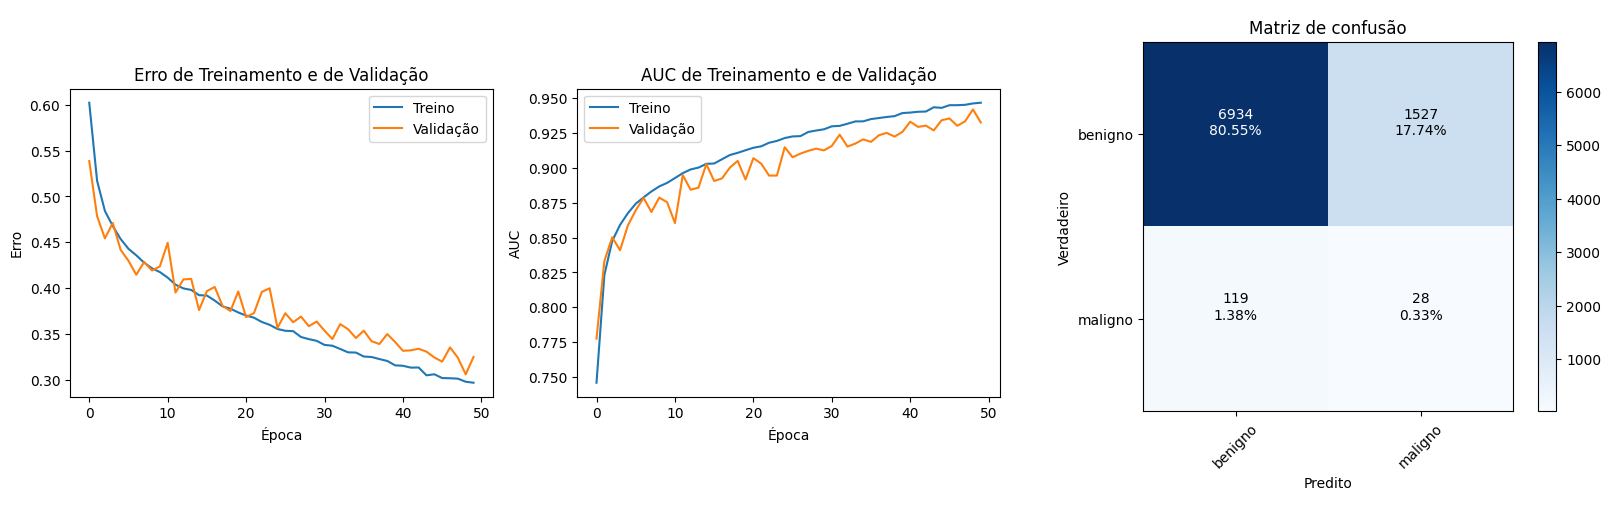 Erro de Treinamento e de Validação
Treino
Validação
0.60
0.55
0.50
0.45
0.40
0.35
0.30
Erro
0
10
20
30
40
50
Época
AUC de Treinamento e de Validação
Treino
Validação
0.950
0.925
0.900
0.875
0.850
0.825
0.800
0.775
0.750
AUC
0
10
20
30
40
50
Época
Matriz de confusão
Verdadeiro
benigno
6934
80.55%
1527
17.74%
maligno
119
1.38%
28
0.33%
benigno
maligno
Predito
6000
5000
4000
3000
2000
1000